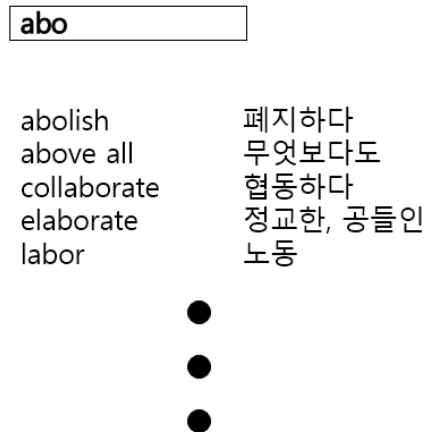 abo
abolish 폐지하다
above all 무엇보다도
collaborate 협동하다
elaborate 정교한, 공들인
labor 노동